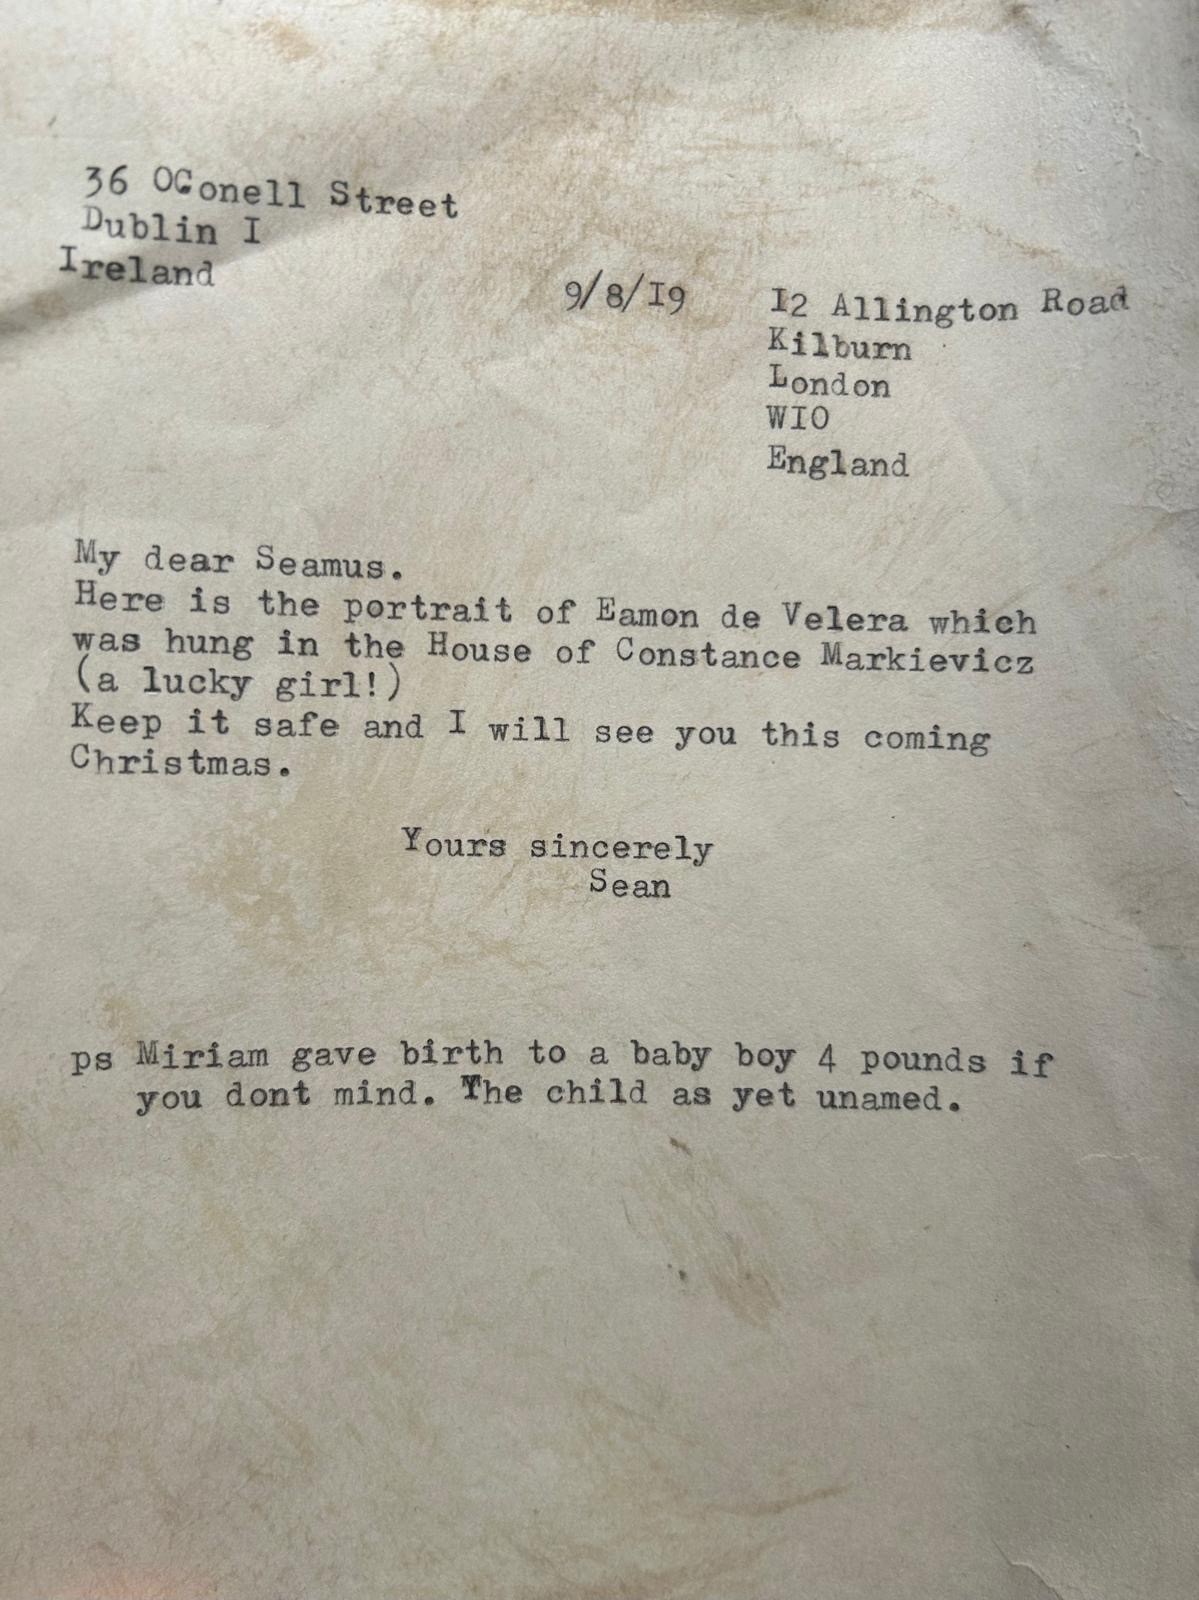 36 OConell Street
Dublin I
Ireland
9/8/I9
I2 Allington Road
Kilburn
London
WIO
England
My dear Seamus.
Here is the portrait of Eamon de Velera which
was hung in the House of Constance Markievicz
(a lucky girl!)
Keep it safe and I will see you this coming
Christmas.
Yours sincerely
Sean
ps Miriam gave birth to a baby boy 4 pounds if
you dont mind. The child as yet unamed.